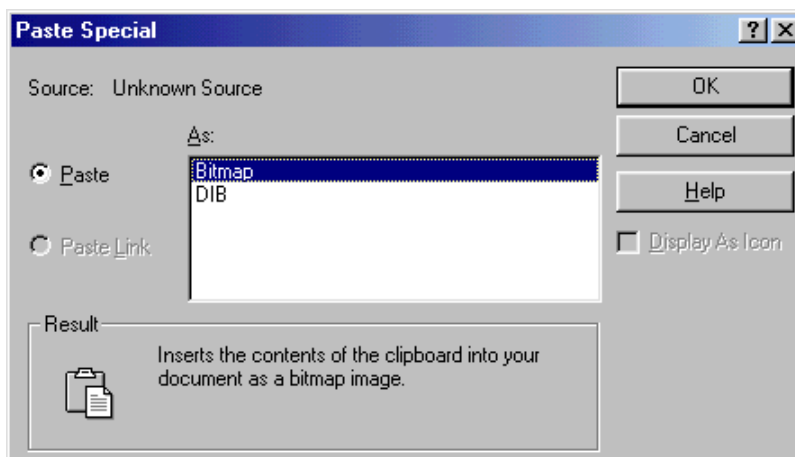 Paste Special
Source: Unknown Source
OK
As:
Cancel
Paste
Bitmap
DIB
Help
Paste Link
Display As Icon
Result
Inserts the contents of the clipboard into your
document as a bitmap image.